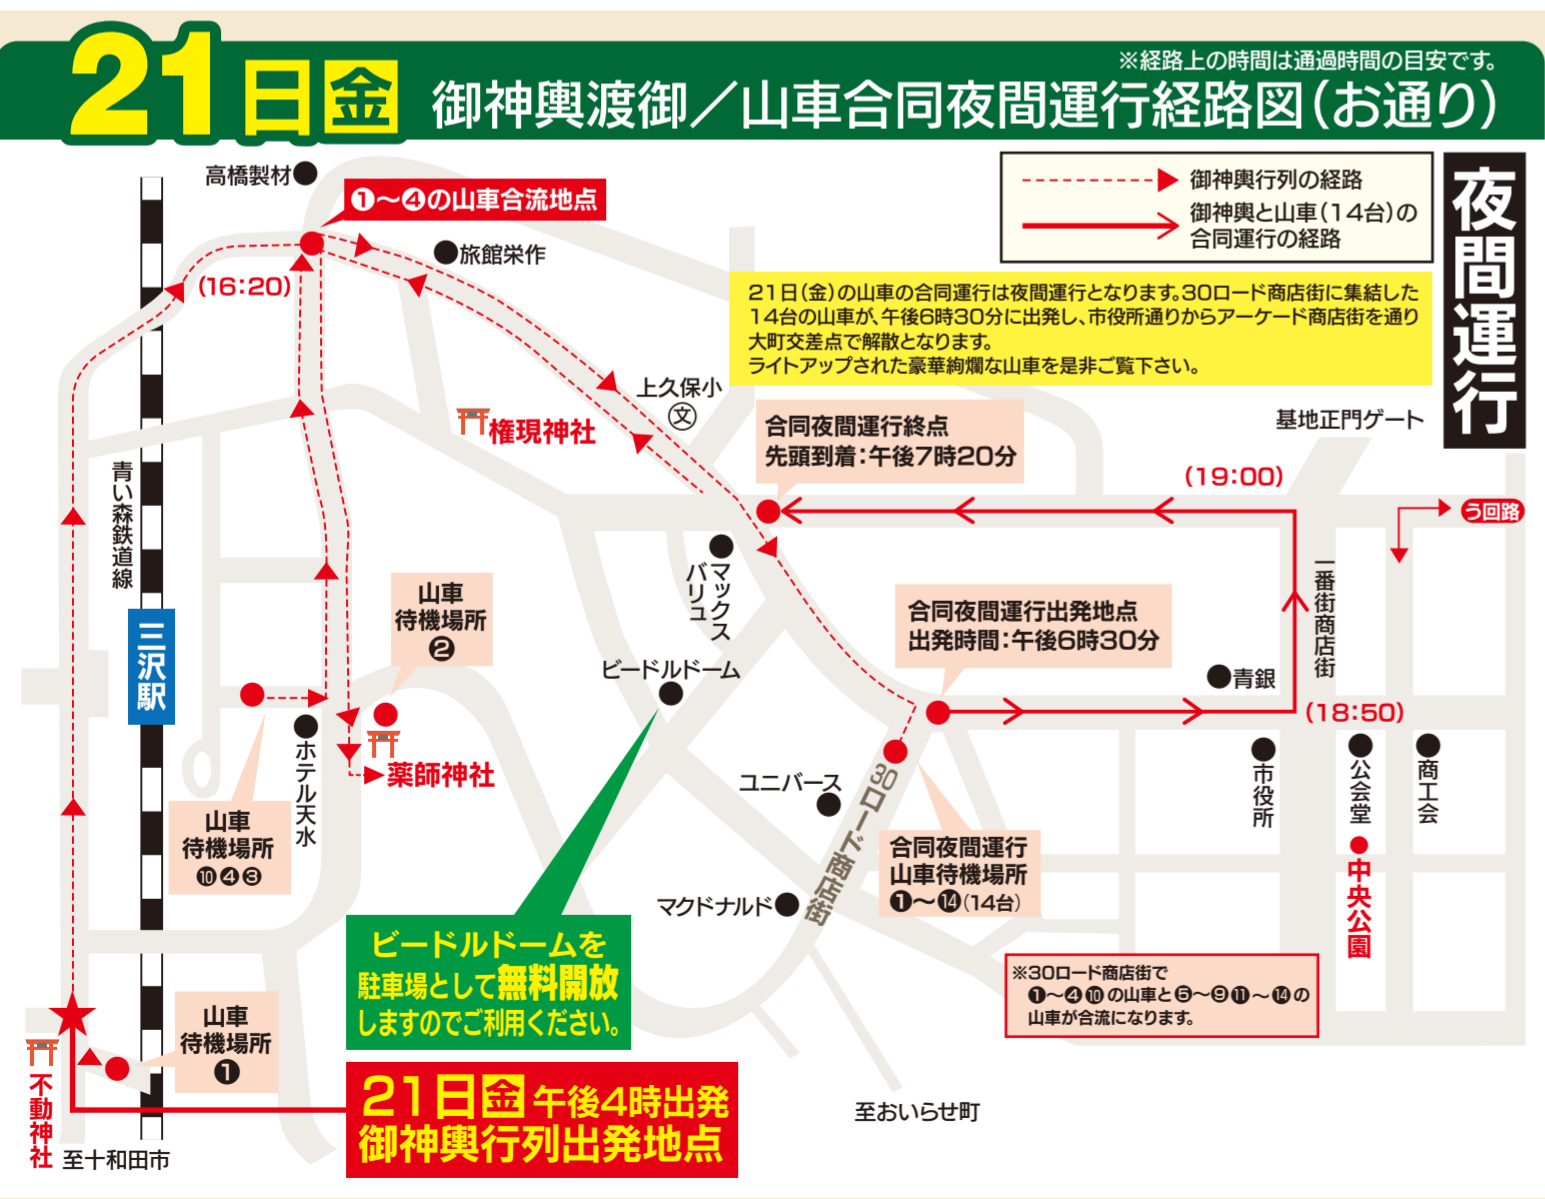 21日金
※経路上の時間は通過時間の目安です。
御神輿渡御／山車合同夜間運行経路図(お通り)
夜間運行
御神輿行列の経路
御神輿と山車(14台)の
合同運行の経路
21日(金)の山車の合同運行は夜間運行となります。30ロード商店街に集結した
14台の山車が、午後6時30分に出発し、市役所通りからアーケード商店街を通り
大町交差点で解散となります。
ライトアップされた豪華絢爛な山車を是非ご覧下さい。
高橋製材
❶〜❹の山車合流地点
旅館栄作
(16:20)
上久保小
文
権現神社
合同夜間運行終点
先頭到着:午後7時20分
基地正門ゲート
(19:00)
う回路
青い森鉄道線
三沢駅
山車
待機場所
❷
マックス
バリュ
ビードルドーム
合同夜間運行出発地点
出発時間:午後6時30分
一番街商店街
青銀
(18:50)
ホテル天水
薬師神社
山車
待機場所
❿❹❸
ユニバース
30ロード商店街
市役所
公会堂
商工会
中央公園
合同夜間運行
山車待機場所
❶〜⓮(14台)
マクドナルド
ビードルドームを
駐車場として無料開放
しますのでご利用ください。
※30ロード商店街で
❶〜❹❿の山車と❺〜❾⓫〜⓮の
山車が合流になります。
山車
待機場所
❶
不動神社
21日金午後4時出発
御神輿行列出発地点
至おいらせ町
至十和田市